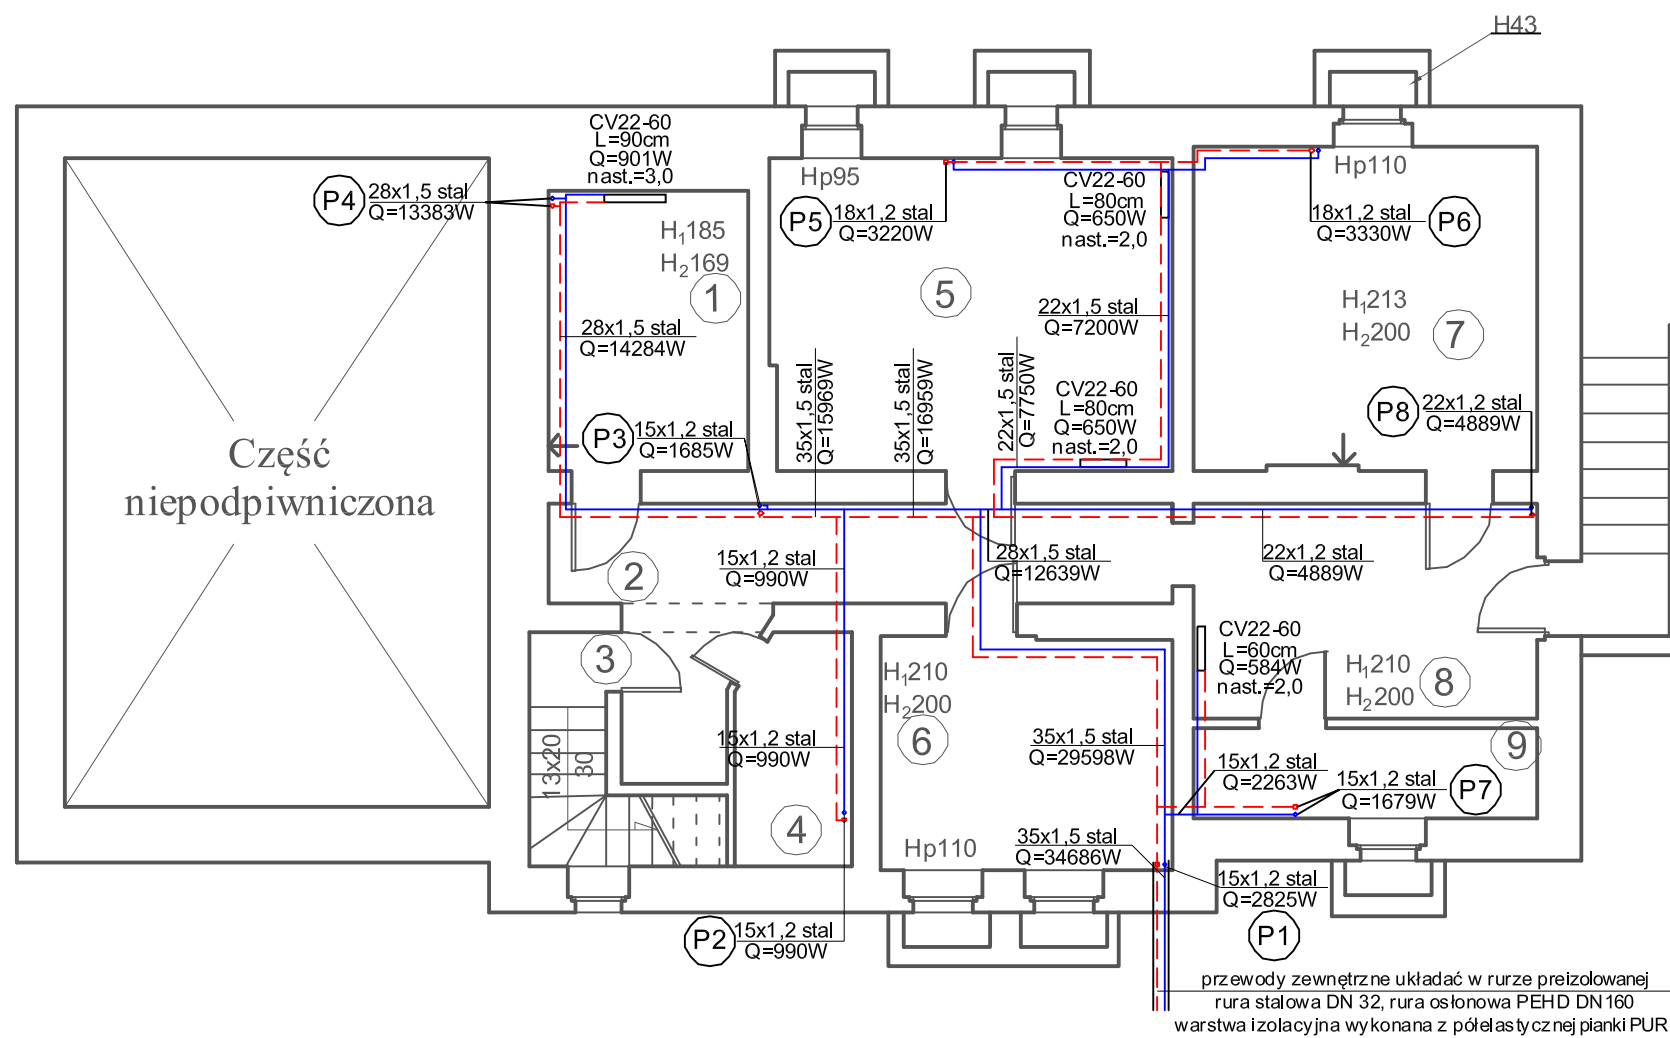 H43
CV22-60
L=90cm
Q=901W
nast.=3,0
P4
28x1,5 stal
Q=13383W
H₁185
H₂169
1
28x1,5 stal
Q=14284W
P3
15x1,2 stal
Q=1685W
Część
niepodpiwniczona
Hp95
P5
18x1,2 stal
Q=3220W
5
CV22-60
L=80cm
Q=650W
nast.=2,0
22x1,5 stal
Q=7200W
35x1,5 stal
Q=15969W
35x1,5 stal
Q=16959W
22x1,5 stal
Q=7750W
CV22-60
L=80cm
Q=650W
nast.=2,0
Hp110
18x1,2 stal
Q=3330W
P6
H₁213
H₂200
7
P8
22x1,2 stal
Q=4889W
2
15x1,2 stal
Q=990W
28x1,5 stal
Q=12639W
22x1,2 stal
Q=4889W
3
13x20
30
15x1,2 stal
Q=990W
4
H₁210
H₂200
6
35x1,5 stal
Q=29598W
Hp110
35x1,5 stal
Q=34686W
CV22-60
L=60cm
Q=584W
nast.=2,0
H₁210
H₂200
8
9
15x1,2 stal
Q=2263W
15x1,2 stal
Q=1679W
P7
15x1,2 stal
Q=2825W
P1
P2
15x1,2 stal
Q=990W
przewody zewnętrzne układać w rurze preizolowanej
rura stalowa DN 32, rura osłonowa PEHD DN160
warstwa izolacyjna wykonana z półelastycznej pianki PUR